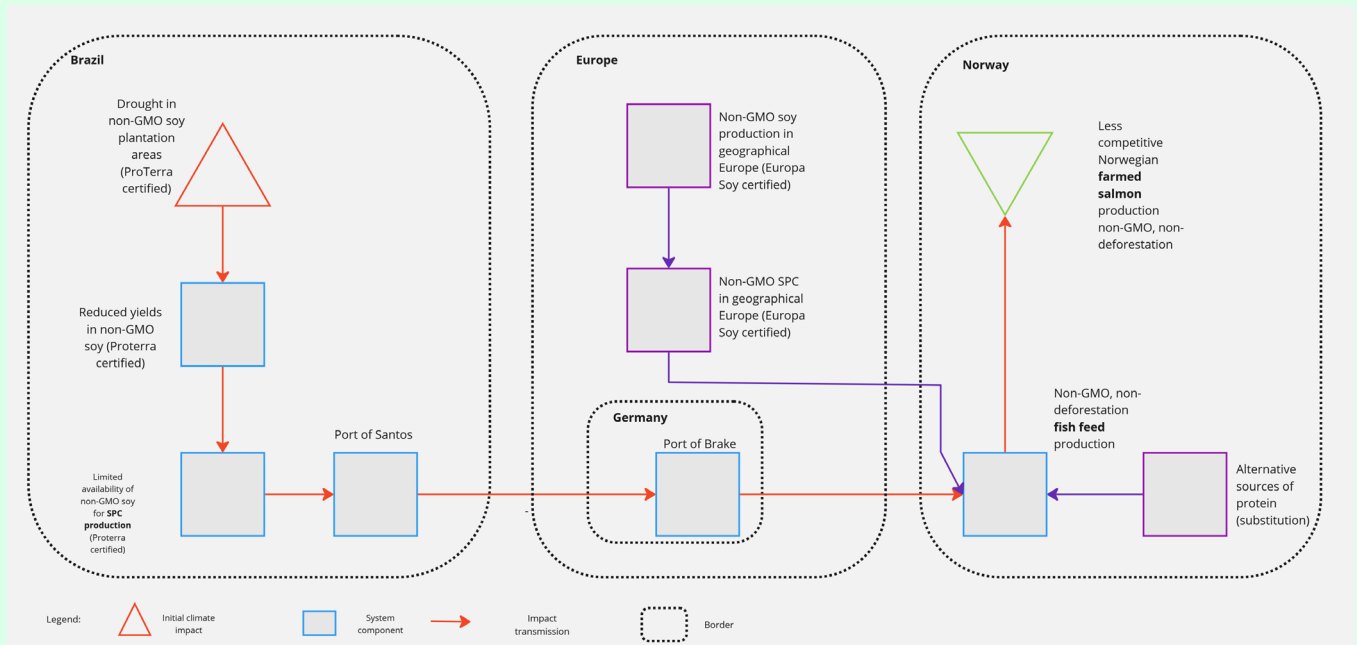 Brazil
Drought in
non-GMO soy
plantation
areas
(ProTerra
certified)
Reduced yields
in non-GMO
soy (Proterra
certified)
Limited
availability of
non-GMO soy
for SPC
production
(Proterra
certified)
Port of Santos
Europe
Non-GMO soy
production in
geographical
Europe (Europa
Soy certified)
Non-GMO SPC
in geographical
Europe (Europa
Soy certified)
Germany
Port of Brake
-
Norway
Less
competitive
Norwegian
farmed
salmon
production
non-GMO, non-
deforestation
Non-GMO, non-
deforestation
fish feed
production
Alternative
sources of
protein
(substitution)
Legend:
Initial climate
impact
System
component
Impact
transmission
Border